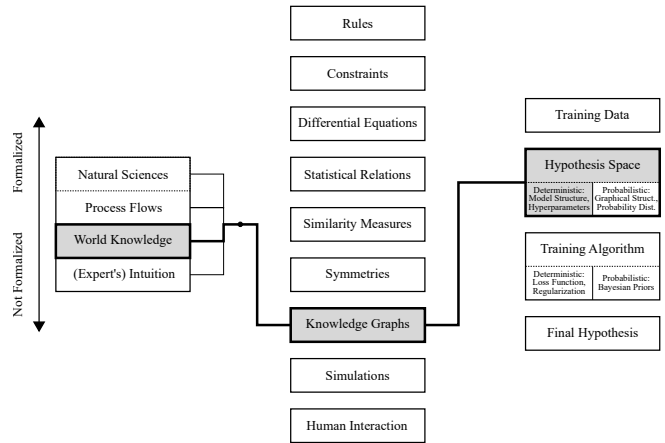 Formalized
Not Formalized
Natural Sciences
Process Flows
World Knowledge
(Expert's) Intuition
Rules
Constraints
Differential Equations
Statistical Relations
Similarity Measures
Symmetries
Knowledge Graphs
Simulations
Human Interaction
Training Data
Hypothesis Space
Deterministic:
Model Structure,
Hyperparameters
Probabilistic:
Graphical Struct.,
Probability Dist.
Training Algorithm
Deterministic:
Loss Function,
Regularization
Probabilistic:
Bayesian Priors
Final Hypothesis